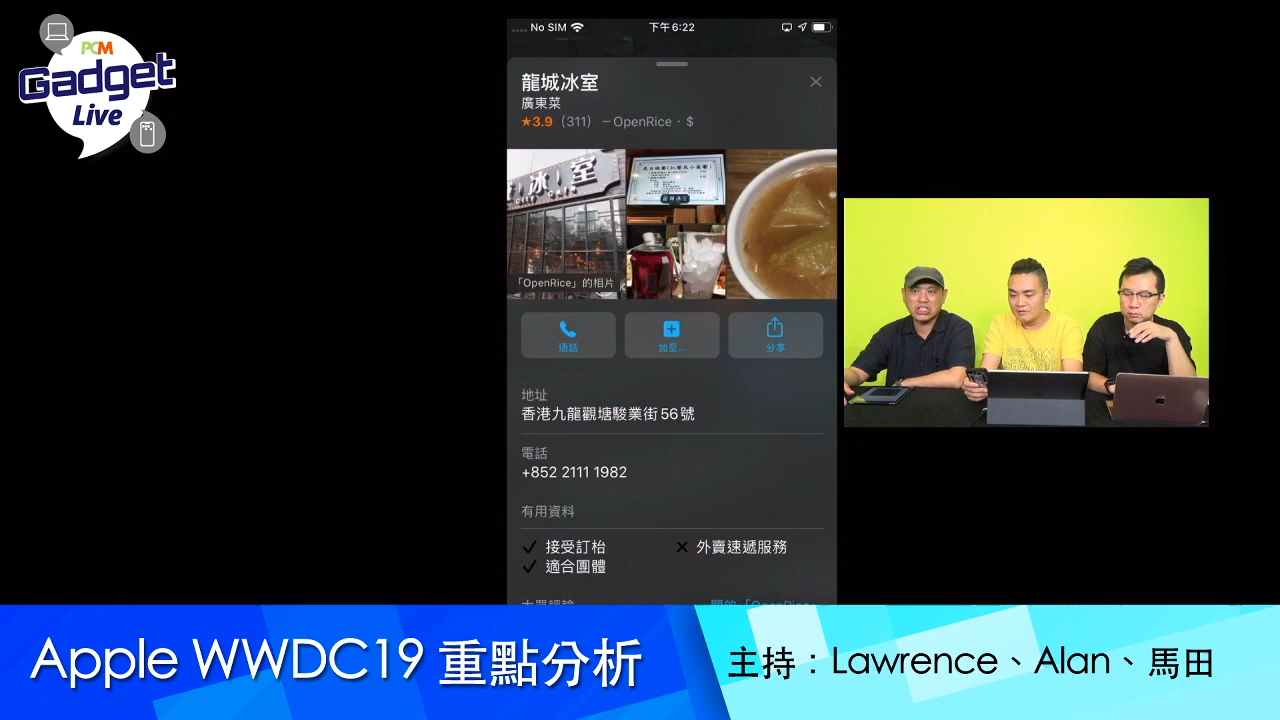 PCM
Gadget
Live
No SIM
下午6:22
龍城冰室
廣東菜
★3.9 (311) — OpenRice · $
冰室
龍城冰室
「OpenRice」的相片
通話
加至...
分享
地址
香港九龍觀塘駿業街56號
電話
+852 2111 1982
有用資料
✓ 接受訂枱
✕ 外賣速遞服務
✓ 適合團體
Apple WWDC19 重點分析
主持：Lawrence、Alan、馬田